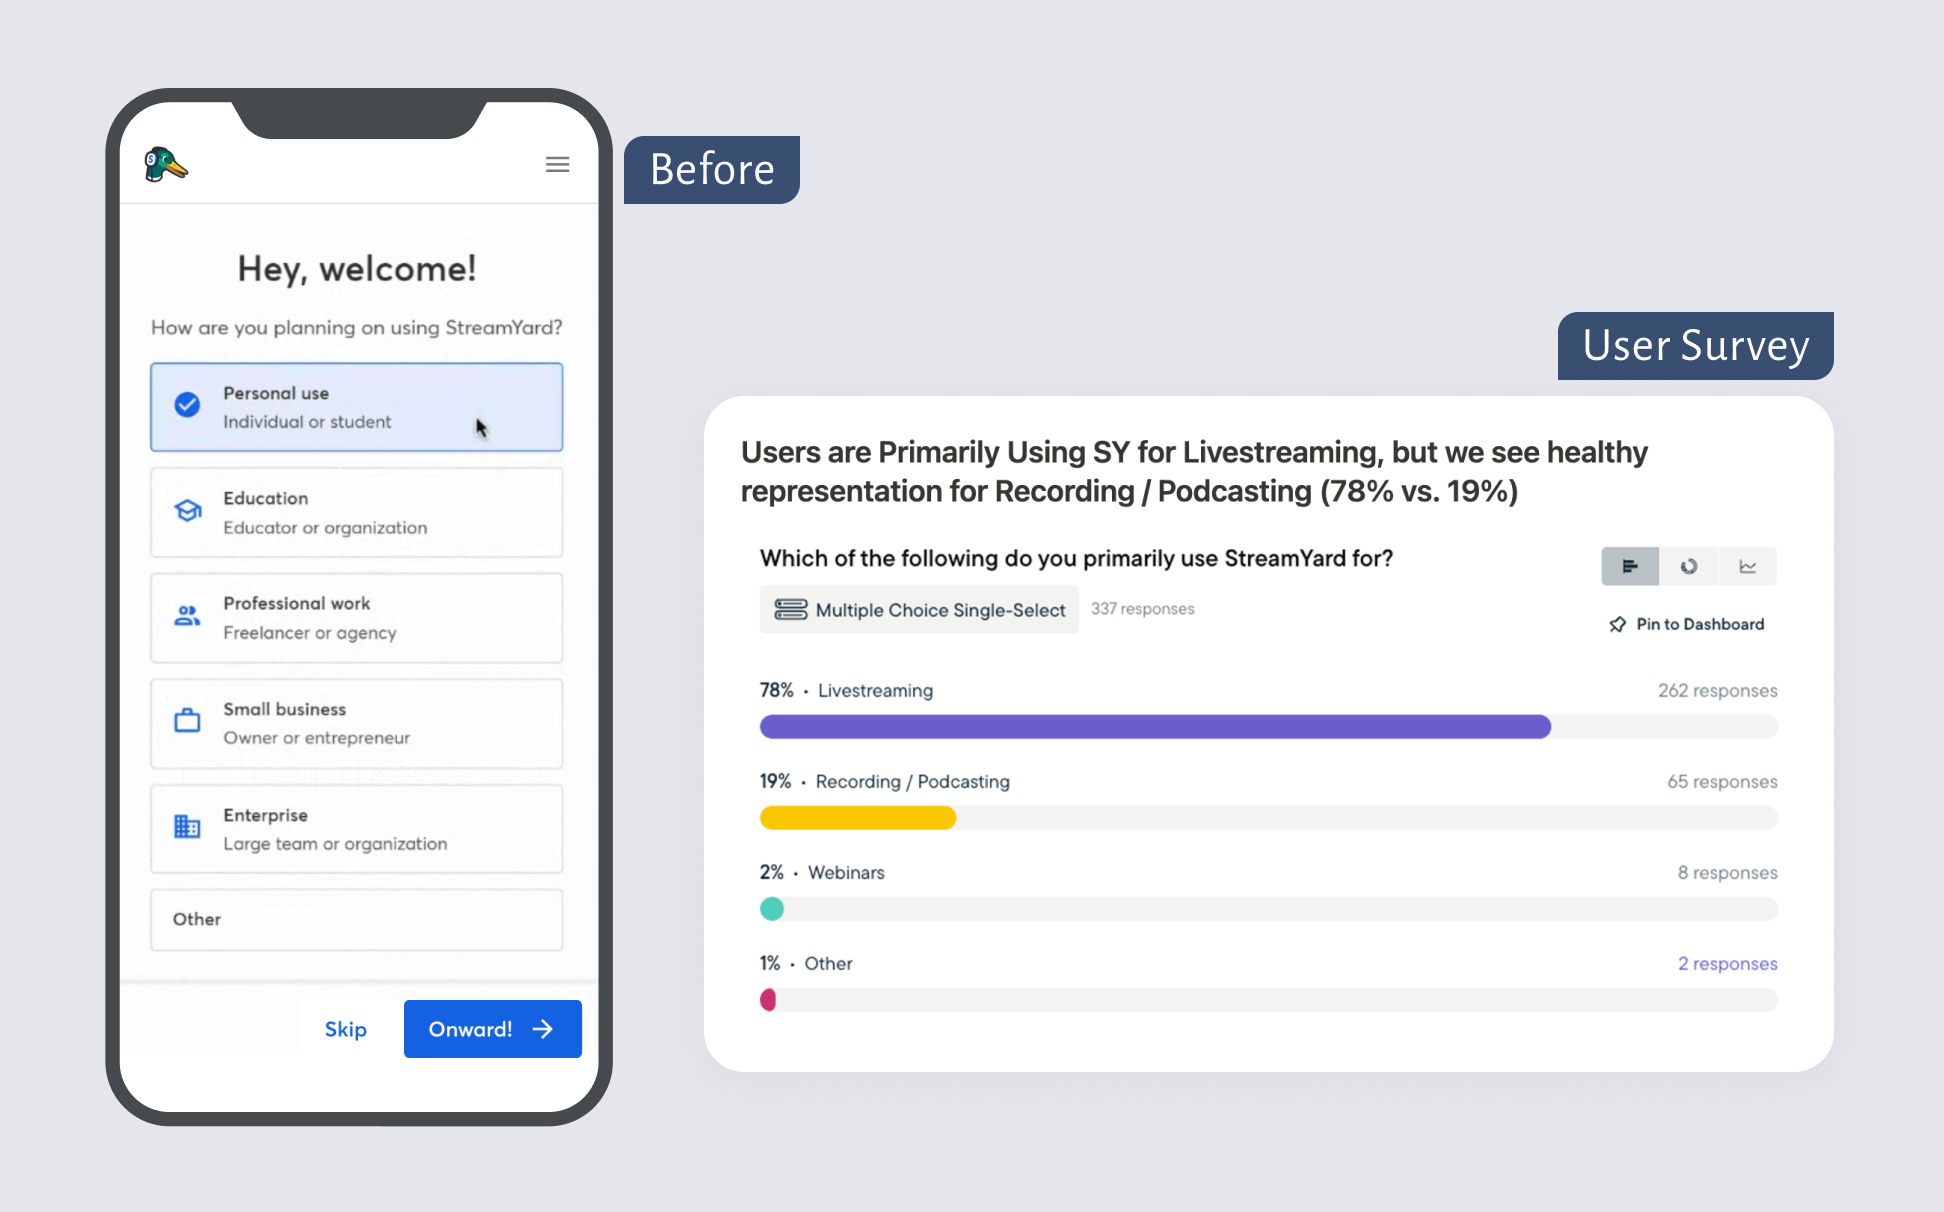 Before
Hey, welcome!
How are you planning on using StreamYard?
Personal use
Individual or student
Education
Educator or organization
Professional work
Freelancer or agency
Small business
Owner or entrepreneur
Enterprise
Large team or organization
Other
Skip
Onward!
User Survey
Users are Primarily Using SY for Livestreaming, but we see healthy
representation for Recording / Podcasting (78% vs. 19%)
Which of the following do you primarily use StreamYard for?
Multiple Choice Single-Select 337 responses
Pin to Dashboard
78% · Livestreaming 262 responses
19% · Recording / Podcasting 65 responses
2% · Webinars 8 responses
1% · Other 2 responses